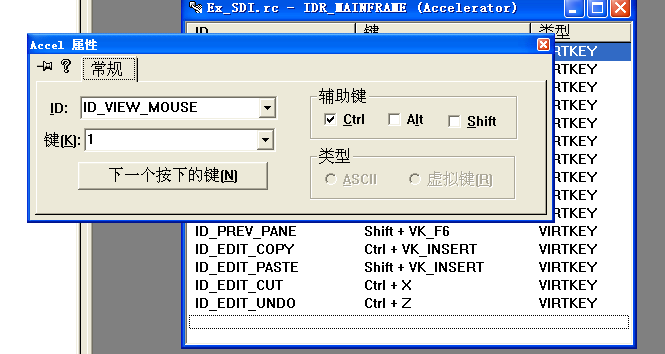 Ex_SDI.rc - IDR_MAINFRAME (Accelerator)
ID 键 类型
Accel 属性
常规
ID: ID_VIEW_MOUSE
键[K]: 1
下一个按下的键[N]
辅助键
Ctrl Alt Shift
类型
ASCII 虚拟键[R]
VIRTKEY
VIRTKEY
VIRTKEY
VIRTKEY
VIRTKEY
VIRTKEY
VIRTKEY
VIRTKEY
VIRTKEY
VIRTKEY
ID_PREV_PANE Shift + VK_F6 VIRTKEY
ID_EDIT_COPY Ctrl + VK_INSERT VIRTKEY
ID_EDIT_PASTE Shift + VK_INSERT VIRTKEY
ID_EDIT_CUT Ctrl + X VIRTKEY
ID_EDIT_UNDO Ctrl + Z VIRTKEY